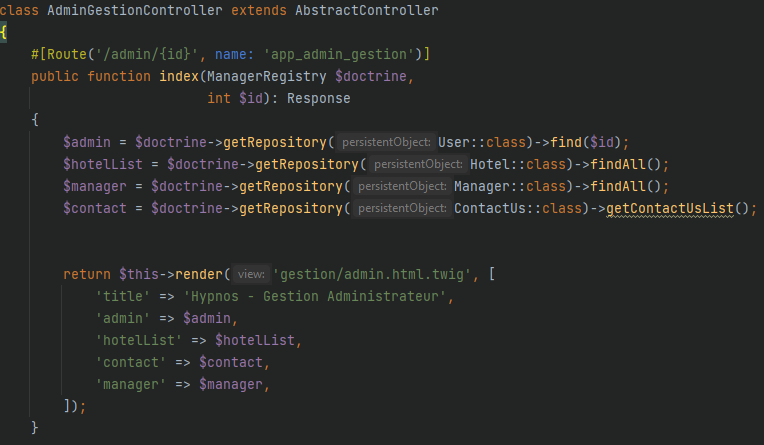 class AdminGestionController extends AbstractController
{
    #[Route('/admin/{id}', name: 'app_admin_gestion')]
    public function index(ManagerRegistry $doctrine,
                          int $id): Response
    {
        $admin = $doctrine->getRepository( persistentObject: User::class)->find($id);
        $hotelList = $doctrine->getRepository( persistentObject: Hotel::class)->findAll();
        $manager = $doctrine->getRepository( persistentObject: Manager::class)->findAll();
        $contact = $doctrine->getRepository( persistentObject: ContactUs::class)->getContactUsList();
        return $this->render( view: 'gestion/admin.html.twig', [
            'title' => 'Hypnos - Gestion Administrateur',
            'admin' => $admin,
            'hotelList' => $hotelList,
            'contact' => $contact,
            'manager' => $manager,
        ]);
    }